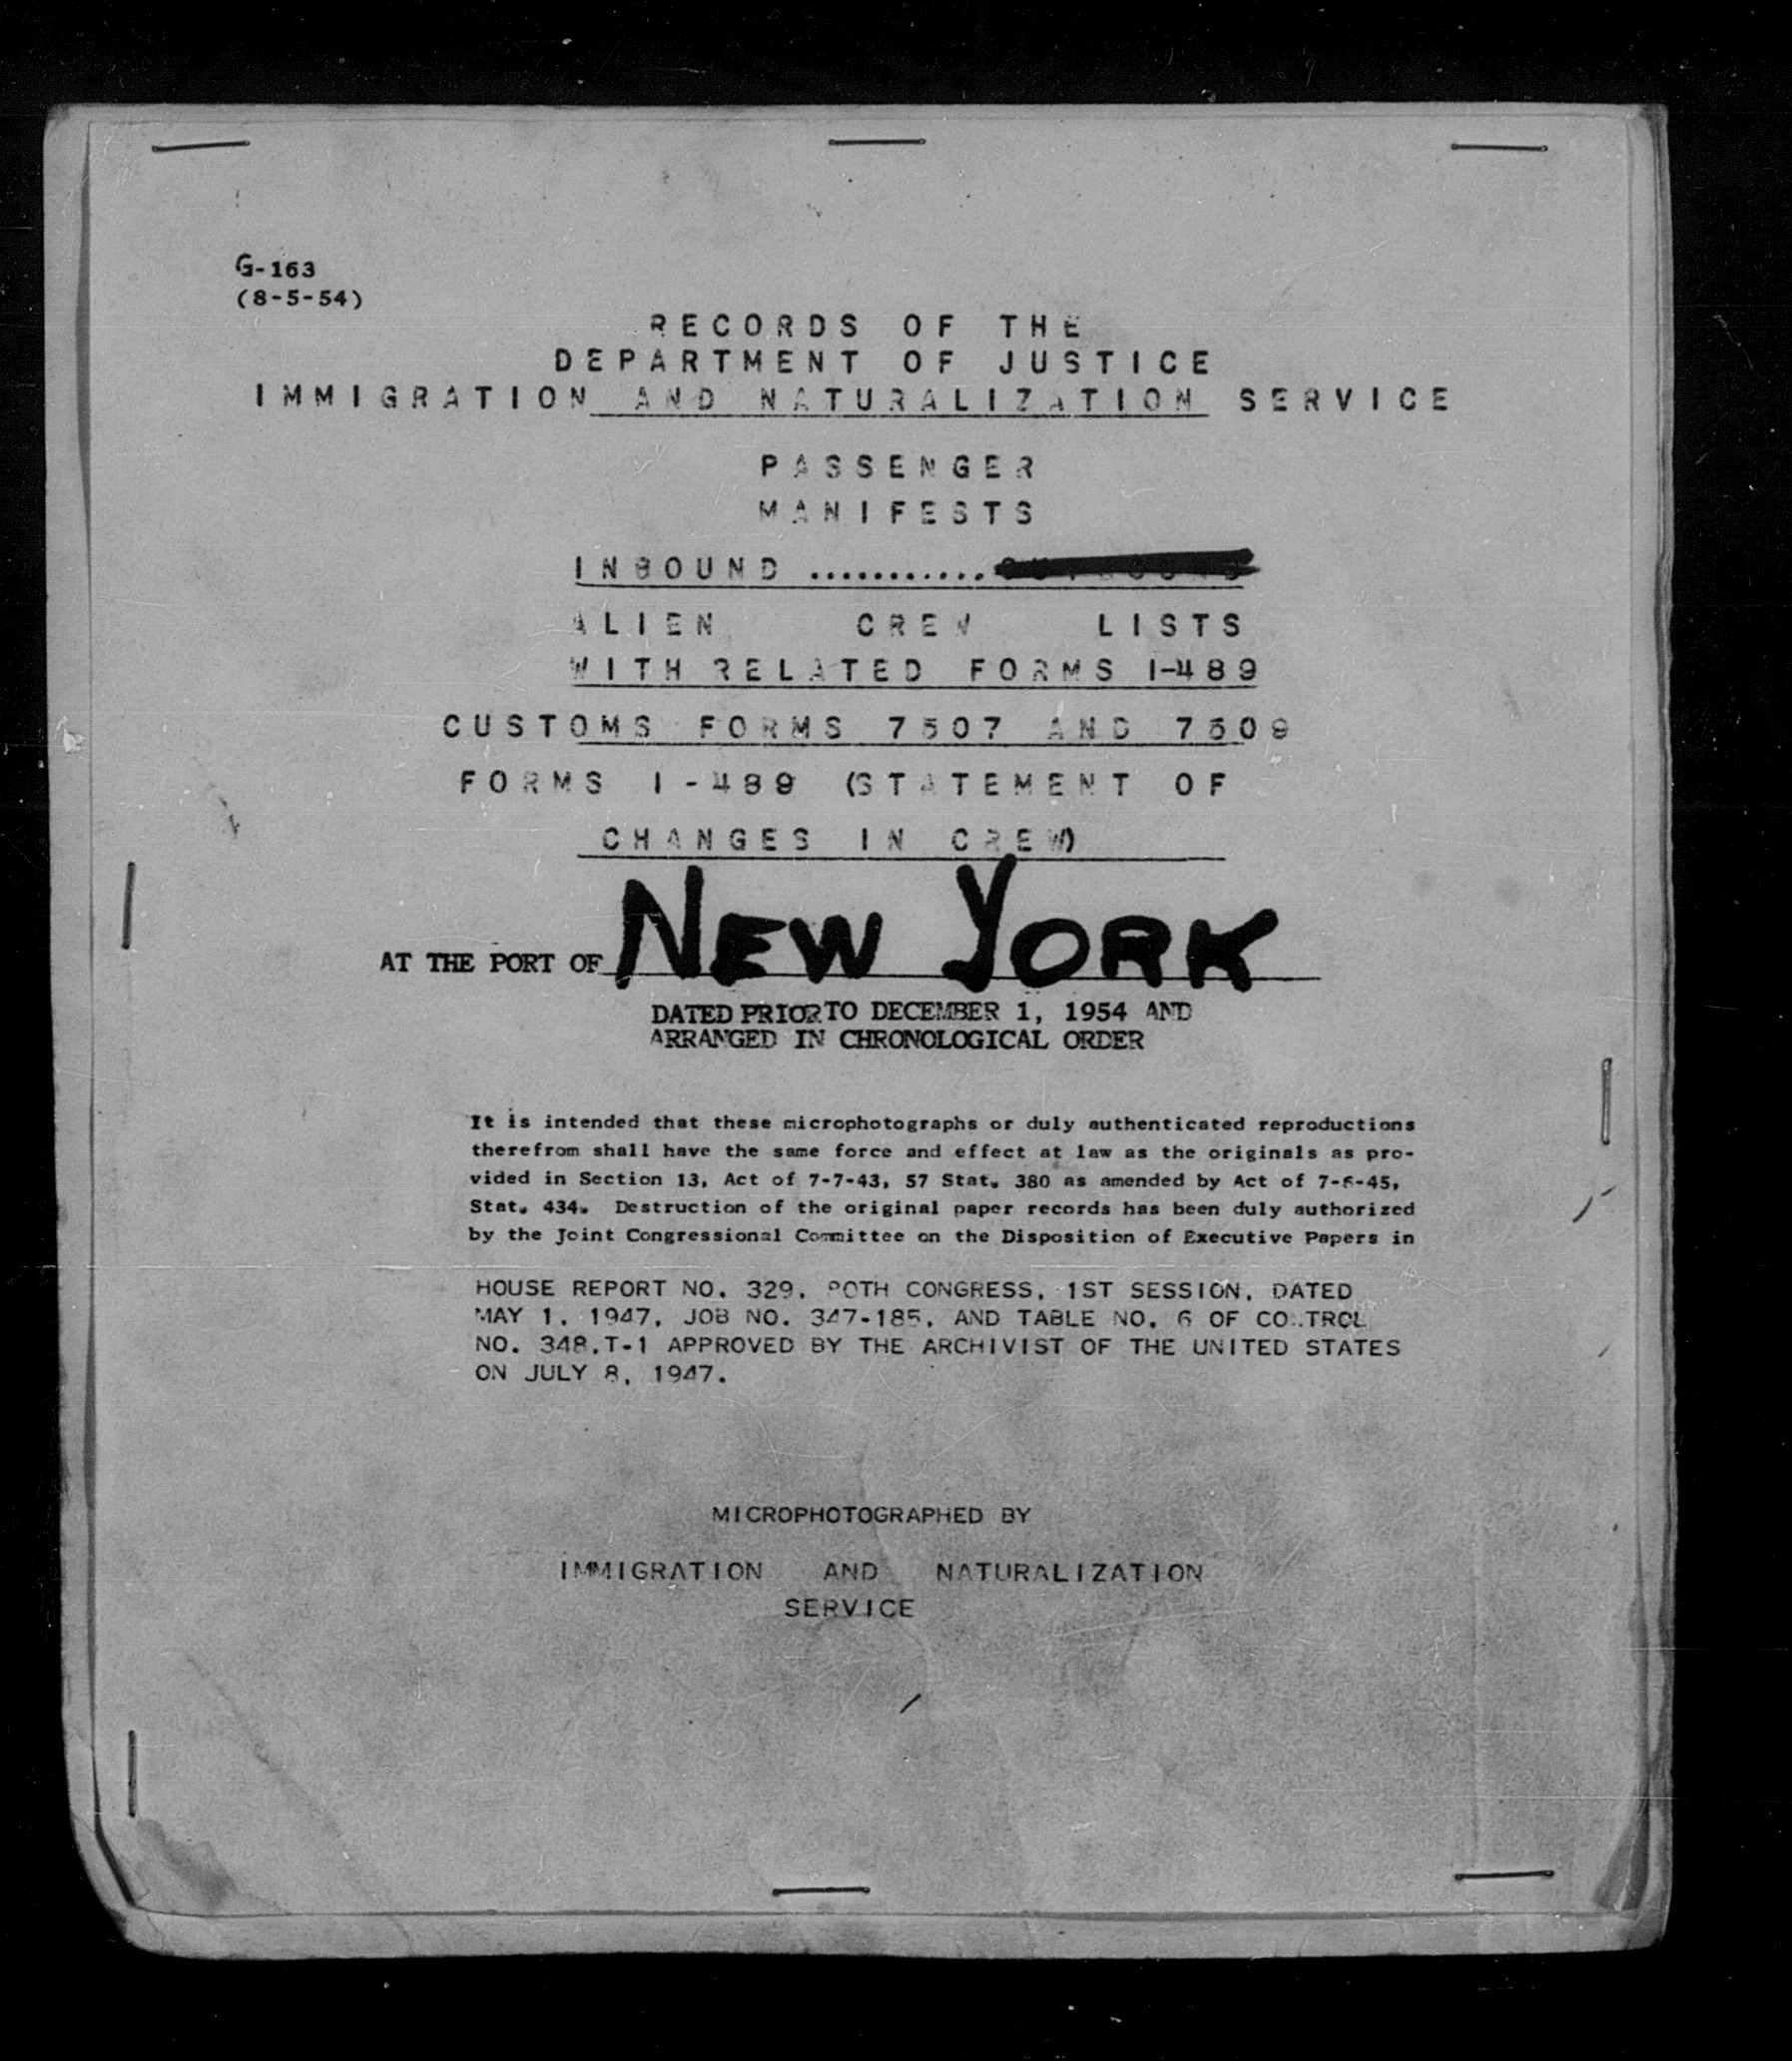 G-163
(8-5-54)
RECORDS OF THE
DEPARTMENT OF JUSTICE
IMMIGRATION AND NATURALIZATION SERVICE
PASSENGER
MANIFESTS
INBOUND ...........
ALIEN CREW LISTS
WITH RELATED FORMS I-489
CUSTOMS FORMS 7507 AND 7509
FORMS I-489 (STATEMENT OF
CHANGES IN CREW)
AT THE PORT OF NEW YORK
DATED PRIOR TO DECEMBER 1, 1954 AND
ARRANGED IN CHRONOLOGICAL ORDER
It is intended that these microphotographs or duly authenticated reproductions
therefrom shall have the same force and effect at law as the originals as pro-
vided in Section 13, Act of 7-7-43, 57 Stat. 380 as amended by Act of 7-6-45,
Stat. 434. Destruction of the original paper records has been duly authorized
by the Joint Congressional Committee on the Disposition of Executive Papers in
HOUSE REPORT NO. 329, 80TH CONGRESS, 1ST SESSION, DATED
MAY 1, 1947, JOB NO. 347-185, AND TABLE NO. 6 OF CONTROL
NO. 348.T-1 APPROVED BY THE ARCHIVIST OF THE UNITED STATES
ON JULY 8, 1947.
MICROPHOTOGRAPHED BY
IMMIGRATION AND NATURALIZATION
SERVICE